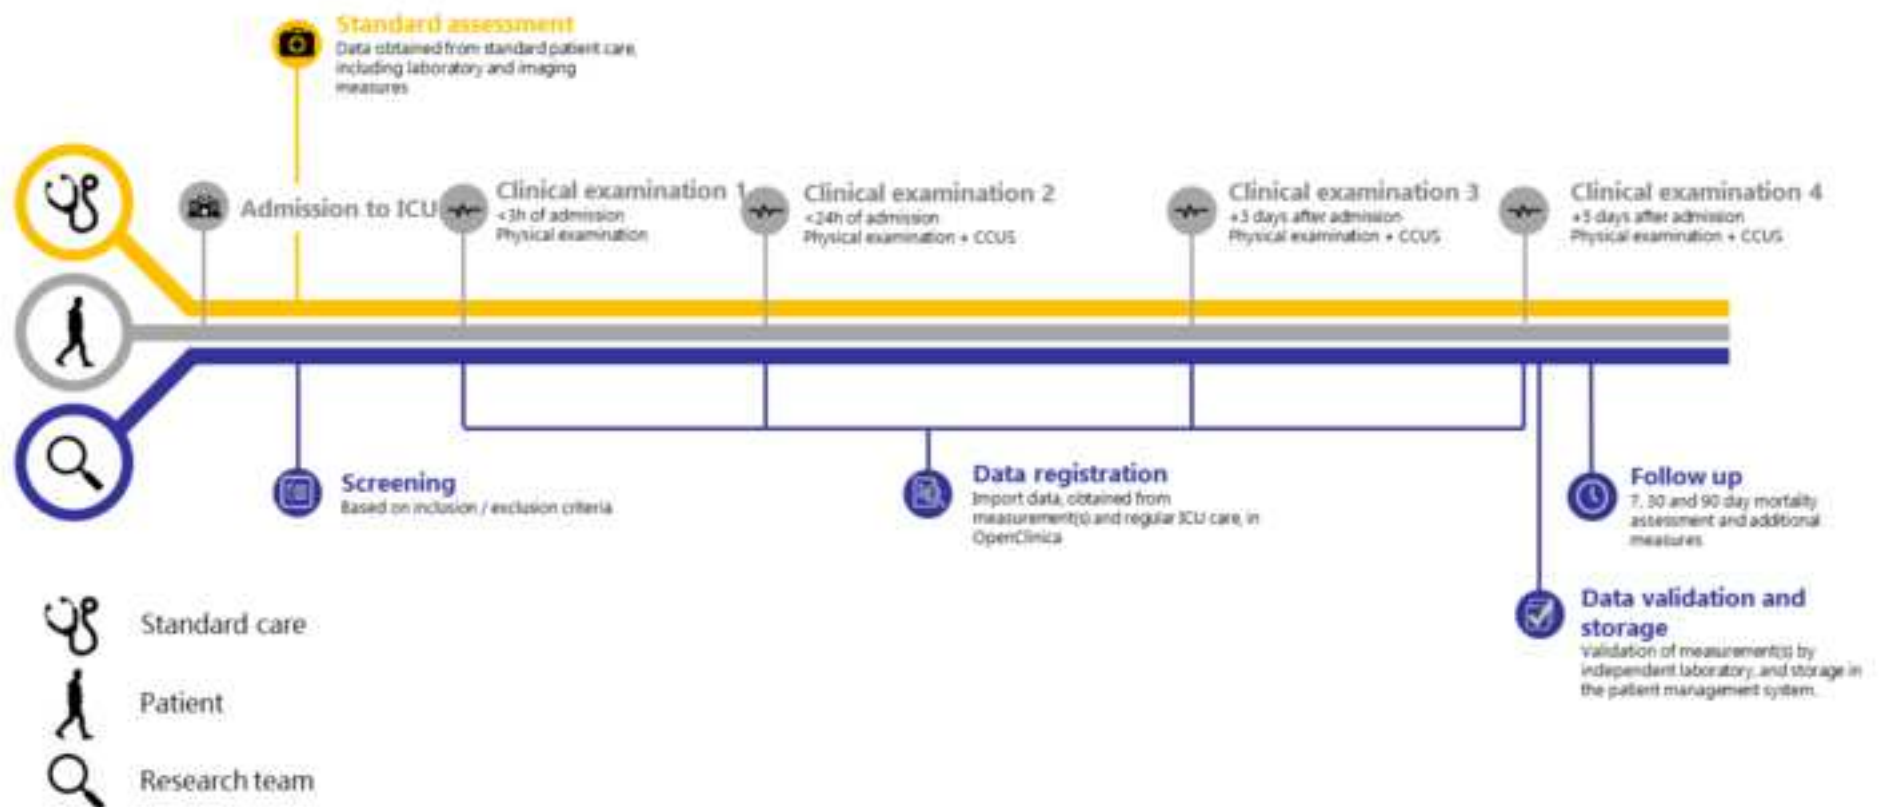 Standard assessment
Data obtained from standard patient care,
including laboratory and imaging
measures
Admission to ICU
Clinical examination 1
<3h of admission
Physical examination
Clinical examination 2
<24h of admission
Physical examination + CCUS
Clinical examination 3
+3 days after admission
Physical examination + CCUS
Clinical examination 4
+5 days after admission
Physical examination + CCUS
Screening
Based on inclusion / exclusion criteria
Data registration
Import data, obtained from
measurement(s) and regular ICU care, in
OpenClinica
Follow up
7, 30 and 90 day mortality
assessment and additional
measures
Data validation and
storage
Validation of measurement(s) by
independent laboratory, and storage in
the patient management system.
Standard care
Patient
Research team